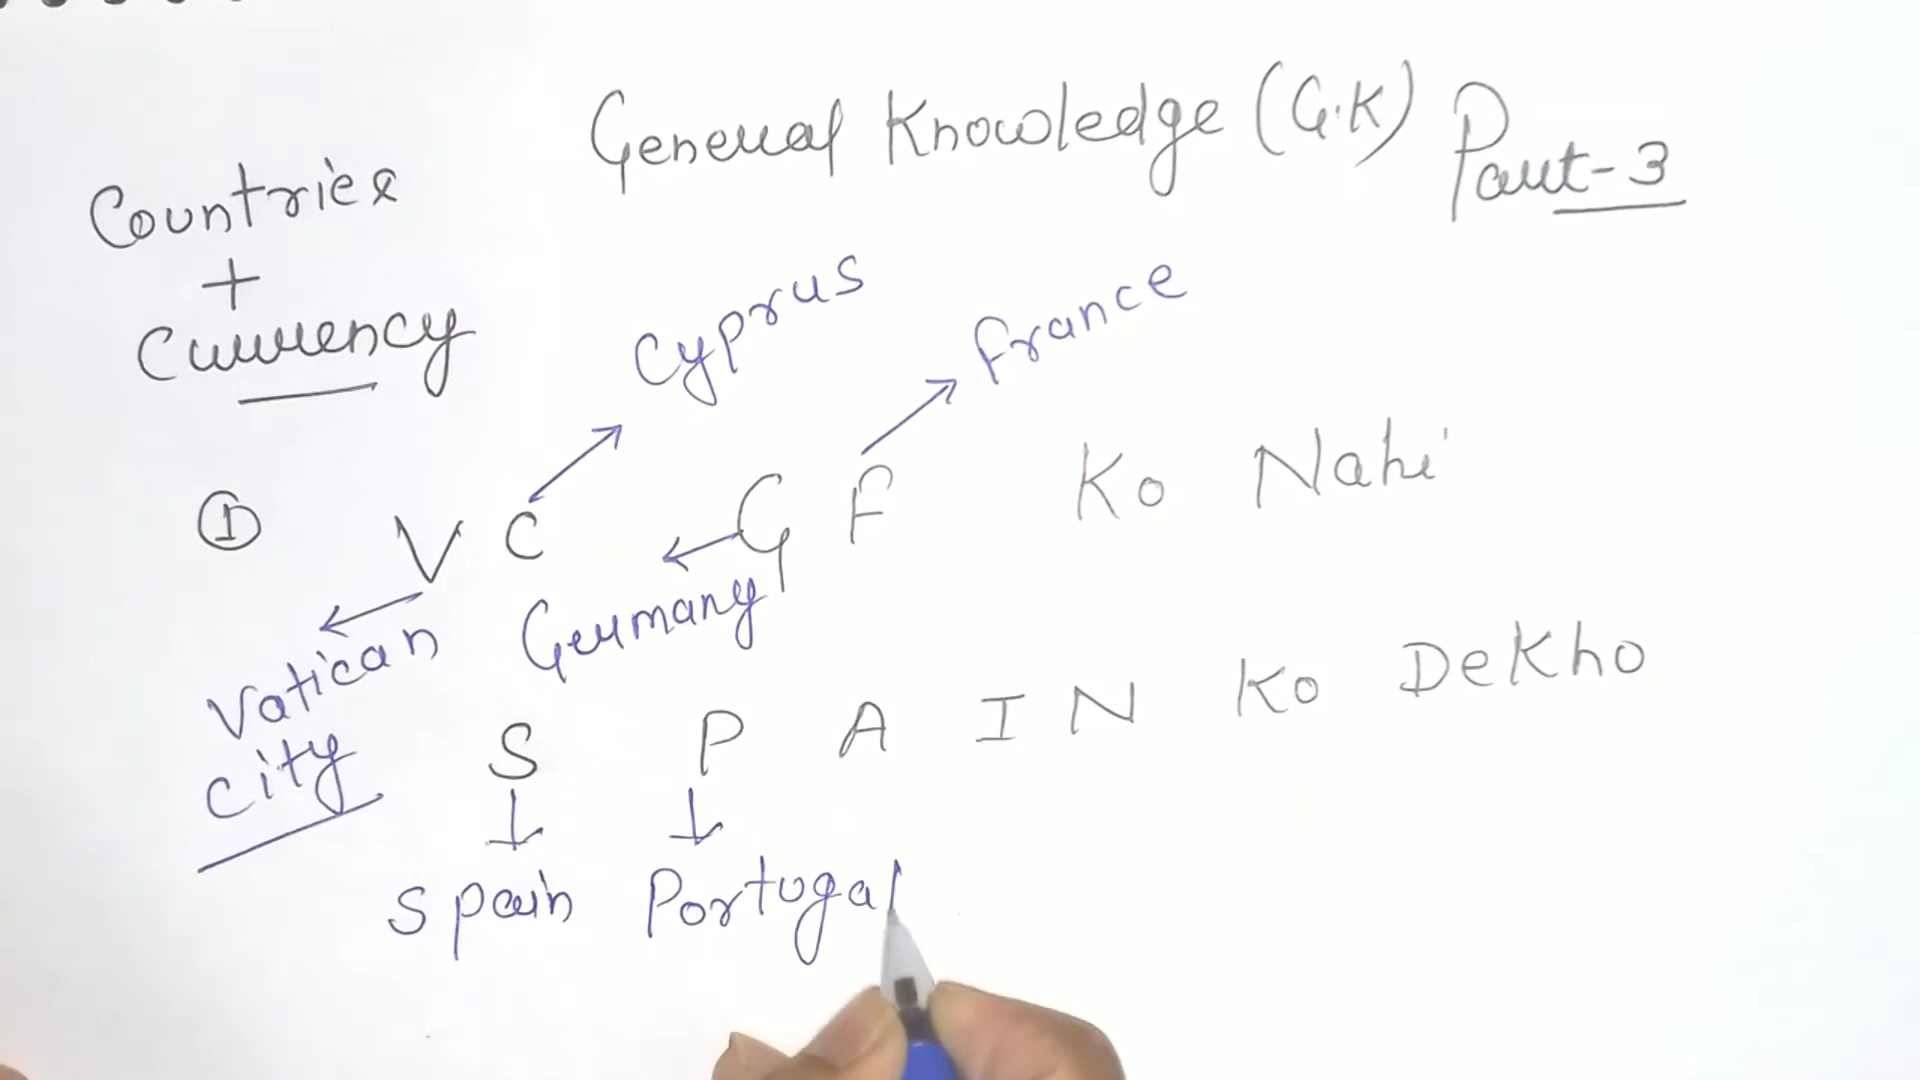 General Knowledge (G.K) Part-3
Countries
+
Currency
Cyprus
France
① V C G F Ko Nahi
Vatican
City
Germany
S P A I N Ko Dekho
Spain Portugal